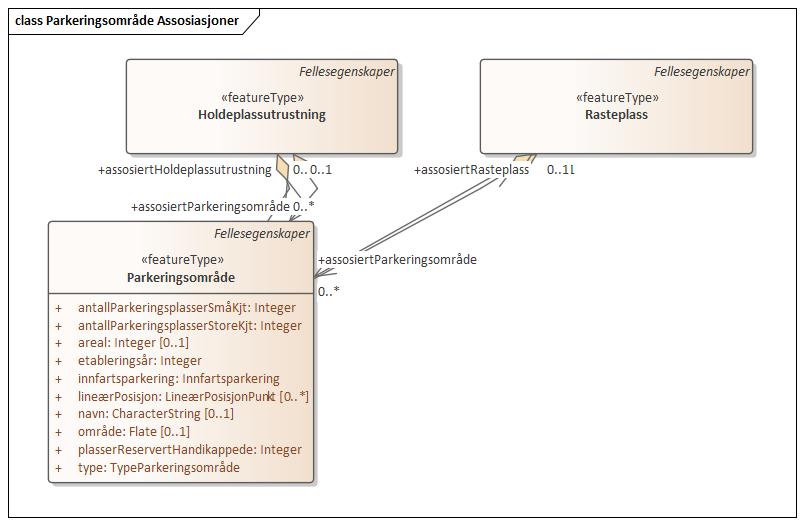 class Parkeringsområde Assosiasjoner
Fellesegenskaper
«featureType»
Holdeplassutrustning
Fellesegenskaper
«featureType»
Rasteplass
+assosiertHoldeplassutrustning 0.. 0..1
+assosiertRasteplass 0..1
+assosiertParkeringsområde 0..*
Fellesegenskaper
«featureType»
Parkeringsområde
+assosiertParkeringsområde
0..*
+ antallParkeringsplasserSmåKjt: Integer
+ antallParkeringsplasserStoreKjt: Integer
+ areal: Integer [0..1]
+ etableringsår: Integer
+ innfartsparkering: Innfartsparkering
+ lineærPosisjon: LineærPosisjonPunkt [0..*]
+ navn: CharacterString [0..1]
+ område: Flate [0..1]
+ plasserReservertHandikappede: Integer
+ type: TypeParkeringsområde